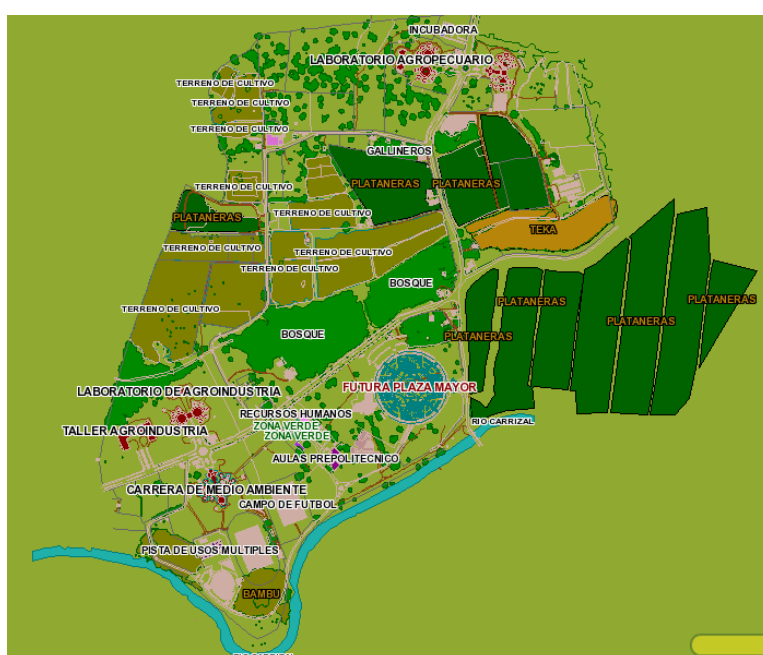 INCUBADORA
LABORATORIO AGROPECUARIO
TERRENO DE CULTIVO
TERRENO DE CULTIVO
TERRENO DE CULTIVO
GALLINEROS
TERRENO DE CULTIVO
PLATANERAS
PLATANERAS
PLATANERAS
TERRENO DE CULTIVO
TEKA
TERRENO DE CULTIVO
TERRENO DE CULTIVO
TERRENO DE CULTIVO
BOSQUE
PLATANERAS
PLATANERAS
TERRENO DE CULTIVO
PLATANERAS
BOSQUE
PLATANERAS
FUTURA PLAZA MAYOR
LABORATORIO DE AGROINDUSTRIA
RECURSOS HUMANOS
RIO CARRIZAL
ZONA VERDE
TALLER AGROINDUSTRIA
ZONA VERDE
AULAS PREPOLITECNICO
CARRERA DE MEDIO AMBIENTE
CAMPO DE FUTBOL
PISTA DE USOS MULTIPLES
BAMBU